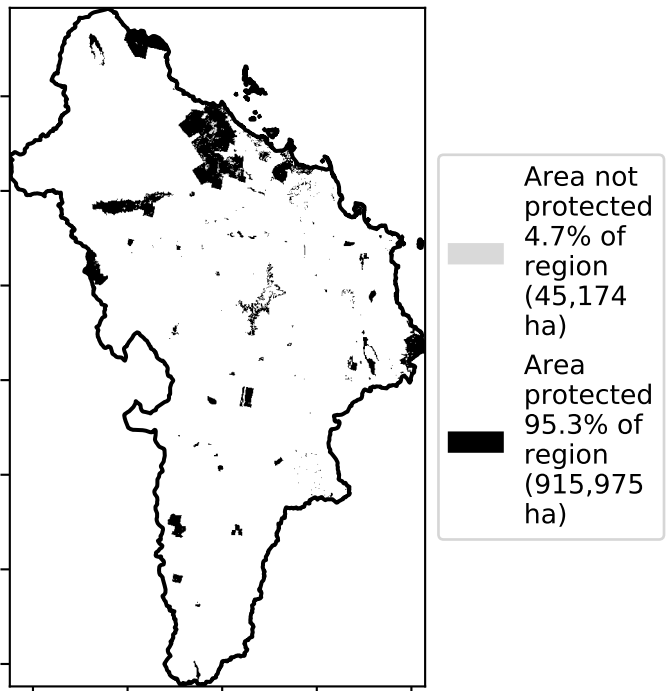 Area not
protected
4.7% of
region
(45,174
ha)
Area
protected
95.3% of
region
(915,975
ha)